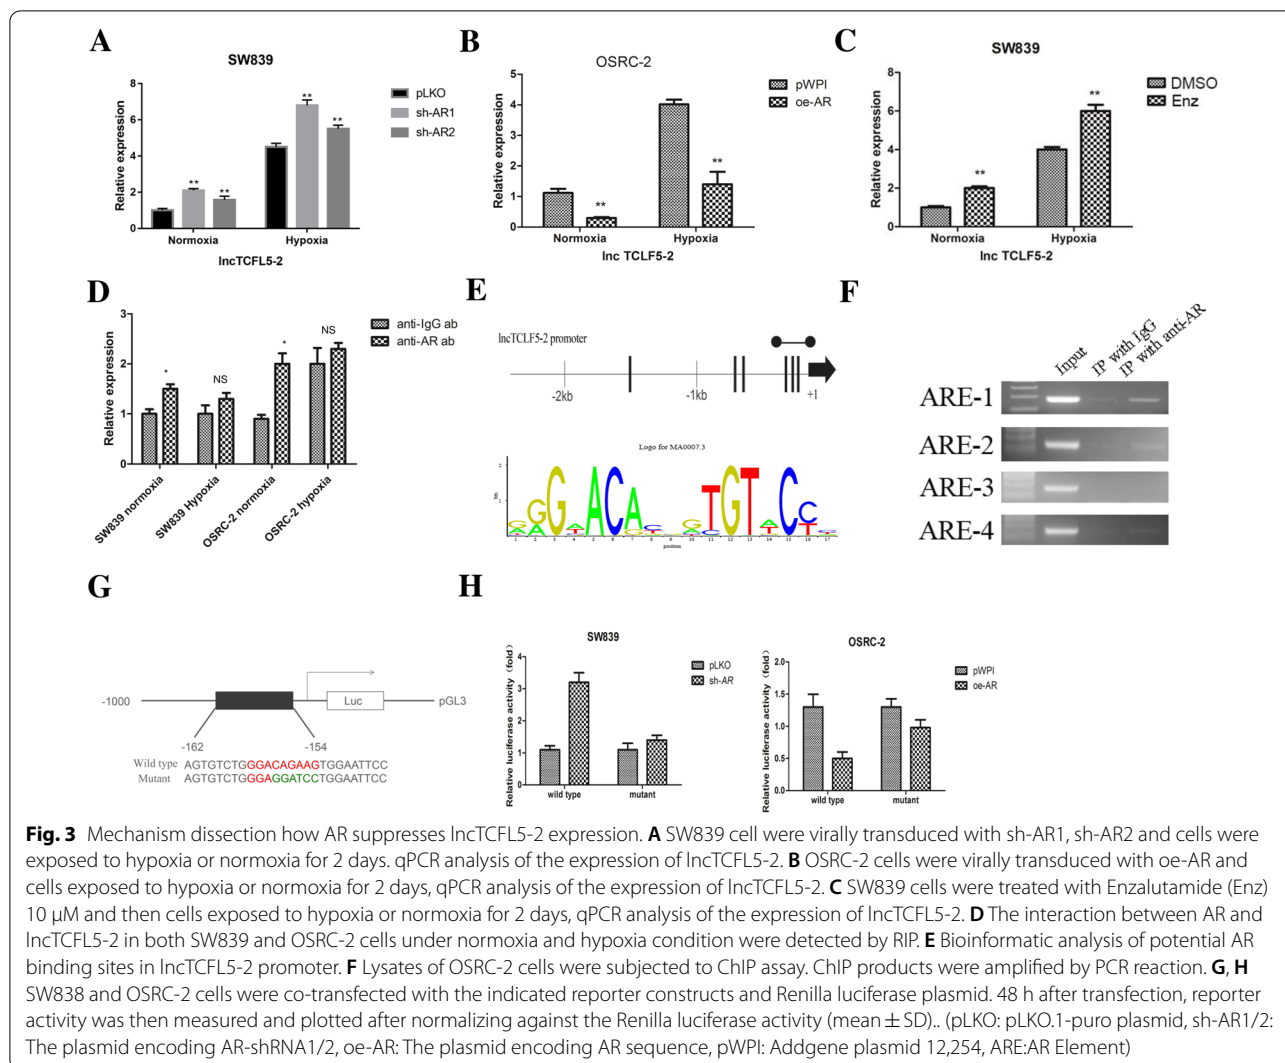 A
SW839
Relative expression
8
6
4
2
0
pLKO
sh-AR1
sh-AR2
**
**
**
**
Normoxia
Hypoxia
lncTCFL5-2
B
OSRC-2
Relative expression
5
4
3
2
1
0
pWPI
oe-AR
**
**
Normoxia
Hypoxia
lnc TCLF5-2
C
SW839
Relative expression
8
6
4
2
0
DMSO
Enz
**
**
Normoxia
Hypoxia
lnc TCLF5-2
D
Relative expression
3
2
1
0
anti-IgG ab
anti-AR ab
*
NS
*
NS
SW839 normoxia
SW839 Hypoxia
OSRC-2 normoxia
OSRC-2 hypoxia
E
lncTCLF5-2 promoter
-2kb
-1kb
+1
Logo for MA0007.3
position
F
Input
IP with IgG
IP with anti-AR
ARE-1
ARE-2
ARE-3
ARE-4
G
-1000
Luc
pGL3
-162
-154
Wild type AGTGTCTGGGACAGAAGTGGAATTCC
Mutant AGTGTCTGGGAGGATCCTGGAATTCC
H
SW839
Relative luciferase activity (fold)
4
3
2
1
0
pLKO
sh-AR
wild type
mutant
OSRC-2
Relative luciferase activity (fold)
2.0
1.5
1.0
0.5
0.0
pWPI
oe-AR
wild type
mutant
Fig. 3 Mechanism dissection how AR suppresses lncTCFL5-2 expression. A SW839 cell were virally transduced with sh-AR1, sh-AR2 and cells were
exposed to hypoxia or normoxia for 2 days. qPCR analysis of the expression of lncTCFL5-2. B OSRC-2 cells were virally transduced with oe-AR and
cells exposed to hypoxia or normoxia for 2 days, qPCR analysis of the expression of lncTCFL5-2. C SW839 cells were treated with Enzalutamide (Enz)
10 μM and then cells exposed to hypoxia or normoxia for 2 days, qPCR analysis of the expression of lncTCFL5-2. D The interaction between AR and
lncTCFL5-2 in both SW839 and OSRC-2 cells under normoxia and hypoxia condition were detected by RIP. E Bioinformatic analysis of potential AR
binding sites in lncTCFL5-2 promoter. F Lysates of OSRC-2 cells were subjected to ChIP assay. ChIP products were amplified by PCR reaction. G, H
SW838 and OSRC-2 cells were co-transfected with the indicated reporter constructs and Renilla luciferase plasmid. 48 h after transfection, reporter
activity was then measured and plotted after normalizing against the Renilla luciferase activity (mean ± SD).. (pLKO: pLKO.1-puro plasmid, sh-AR1/2:
The plasmid encoding AR-shRNA1/2, oe-AR: The plasmid encoding AR sequence, pWPI: Addgene plasmid 12,254, ARE:AR Element)